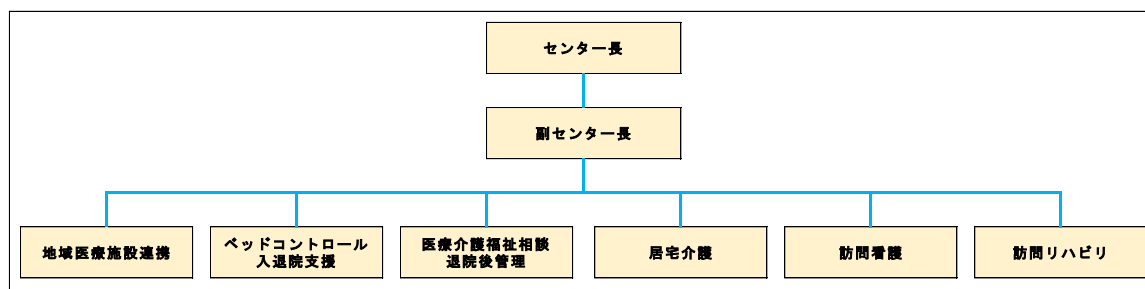 センター長
副センター長
地域医療施設連携
ベッドコントロール
入退院支援
医療介護福祉相談
退院後管理
居宅介護
訪問看護
訪問リハビリ